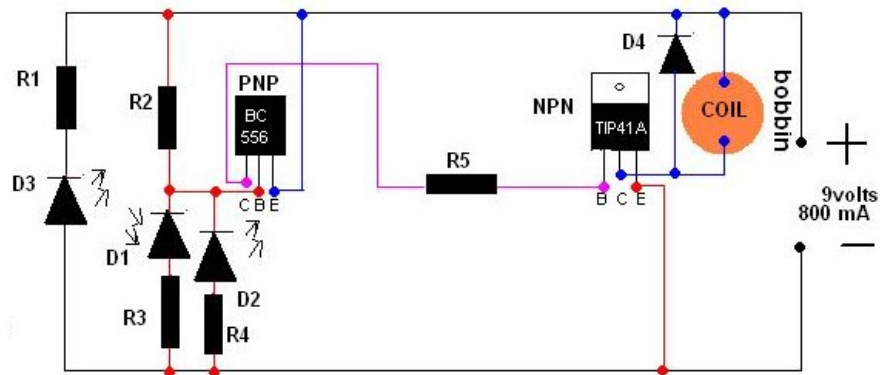 R1
R2
PNP
BC
556
D3
C B E
D1
D2
R3
R4
R5
NPN
TIP41A
B C E
D4
COIL
bobbin
+
9volts
800 mA
−